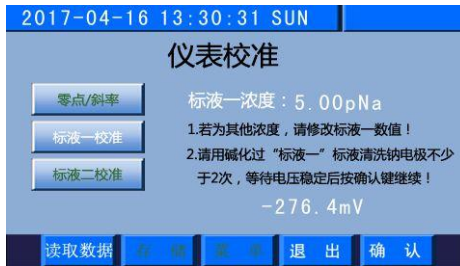 2017-04-16 13:30:31 SUN
仪表校准
零点/斜率
标液一浓度：5.00pNa
标液一校准
1.若为其他浓度，请修改标液一数值！
2.请用碱化过“标液一”标液清洗钠电极不少
标液二校准
于2次，等待电压稳定后按确认键继续！
-276.4mV
读取数据 存 储 菜 单 退 出 确 认